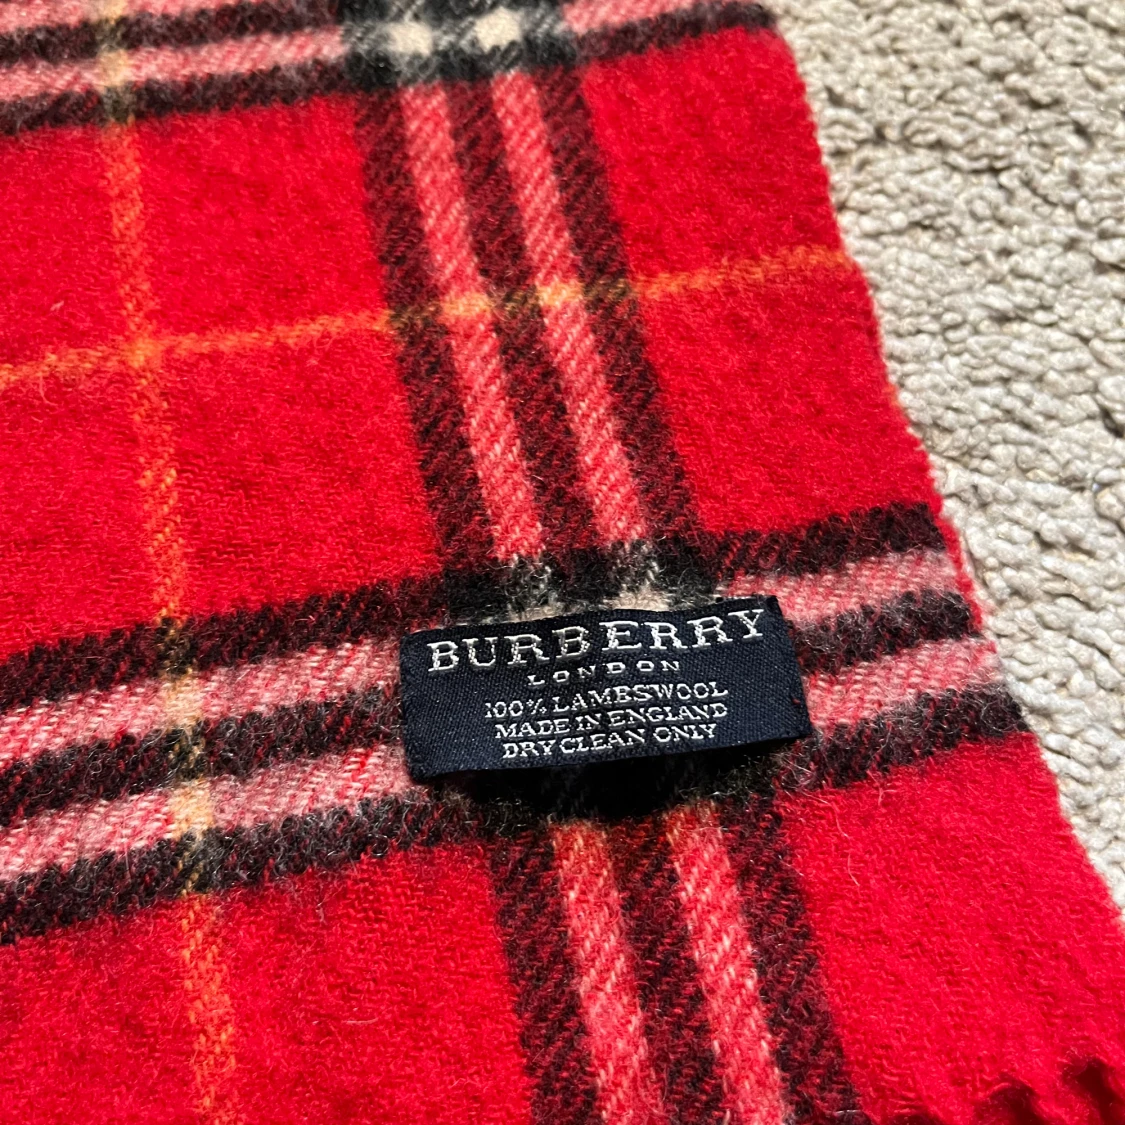 BURBERRY
LONDON
100% LAMBSWOOL
MADE IN ENGLAND
DRY CLEAN ONLY